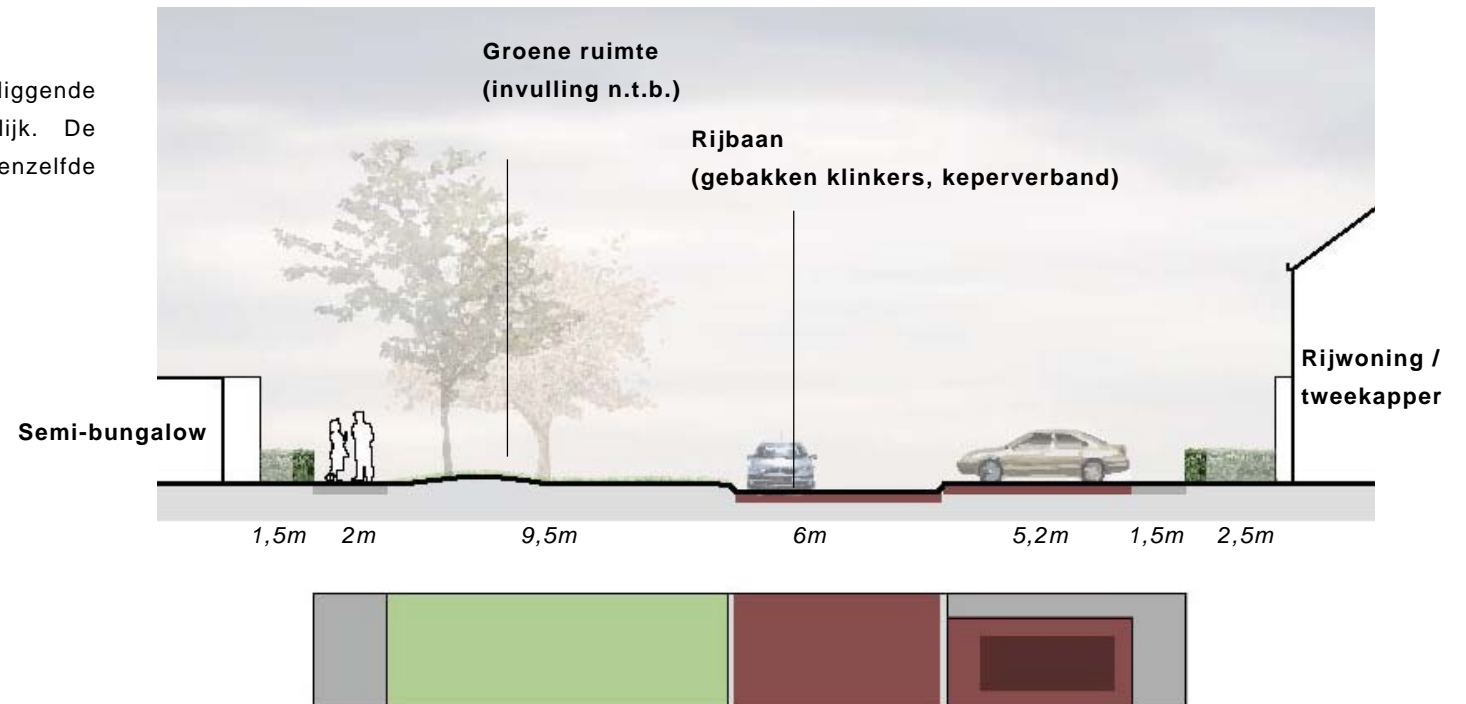 liggende
lijk. De
enzelfde
Groene ruimte
(invulling n.t.b.)
Rijbaan
(gebakken klinkers, keperverband)
Rijwoning /
tweekapper
Semi-bungalow
1,5m 2m 9,5m 6m 5,2m 1,5m 2,5m